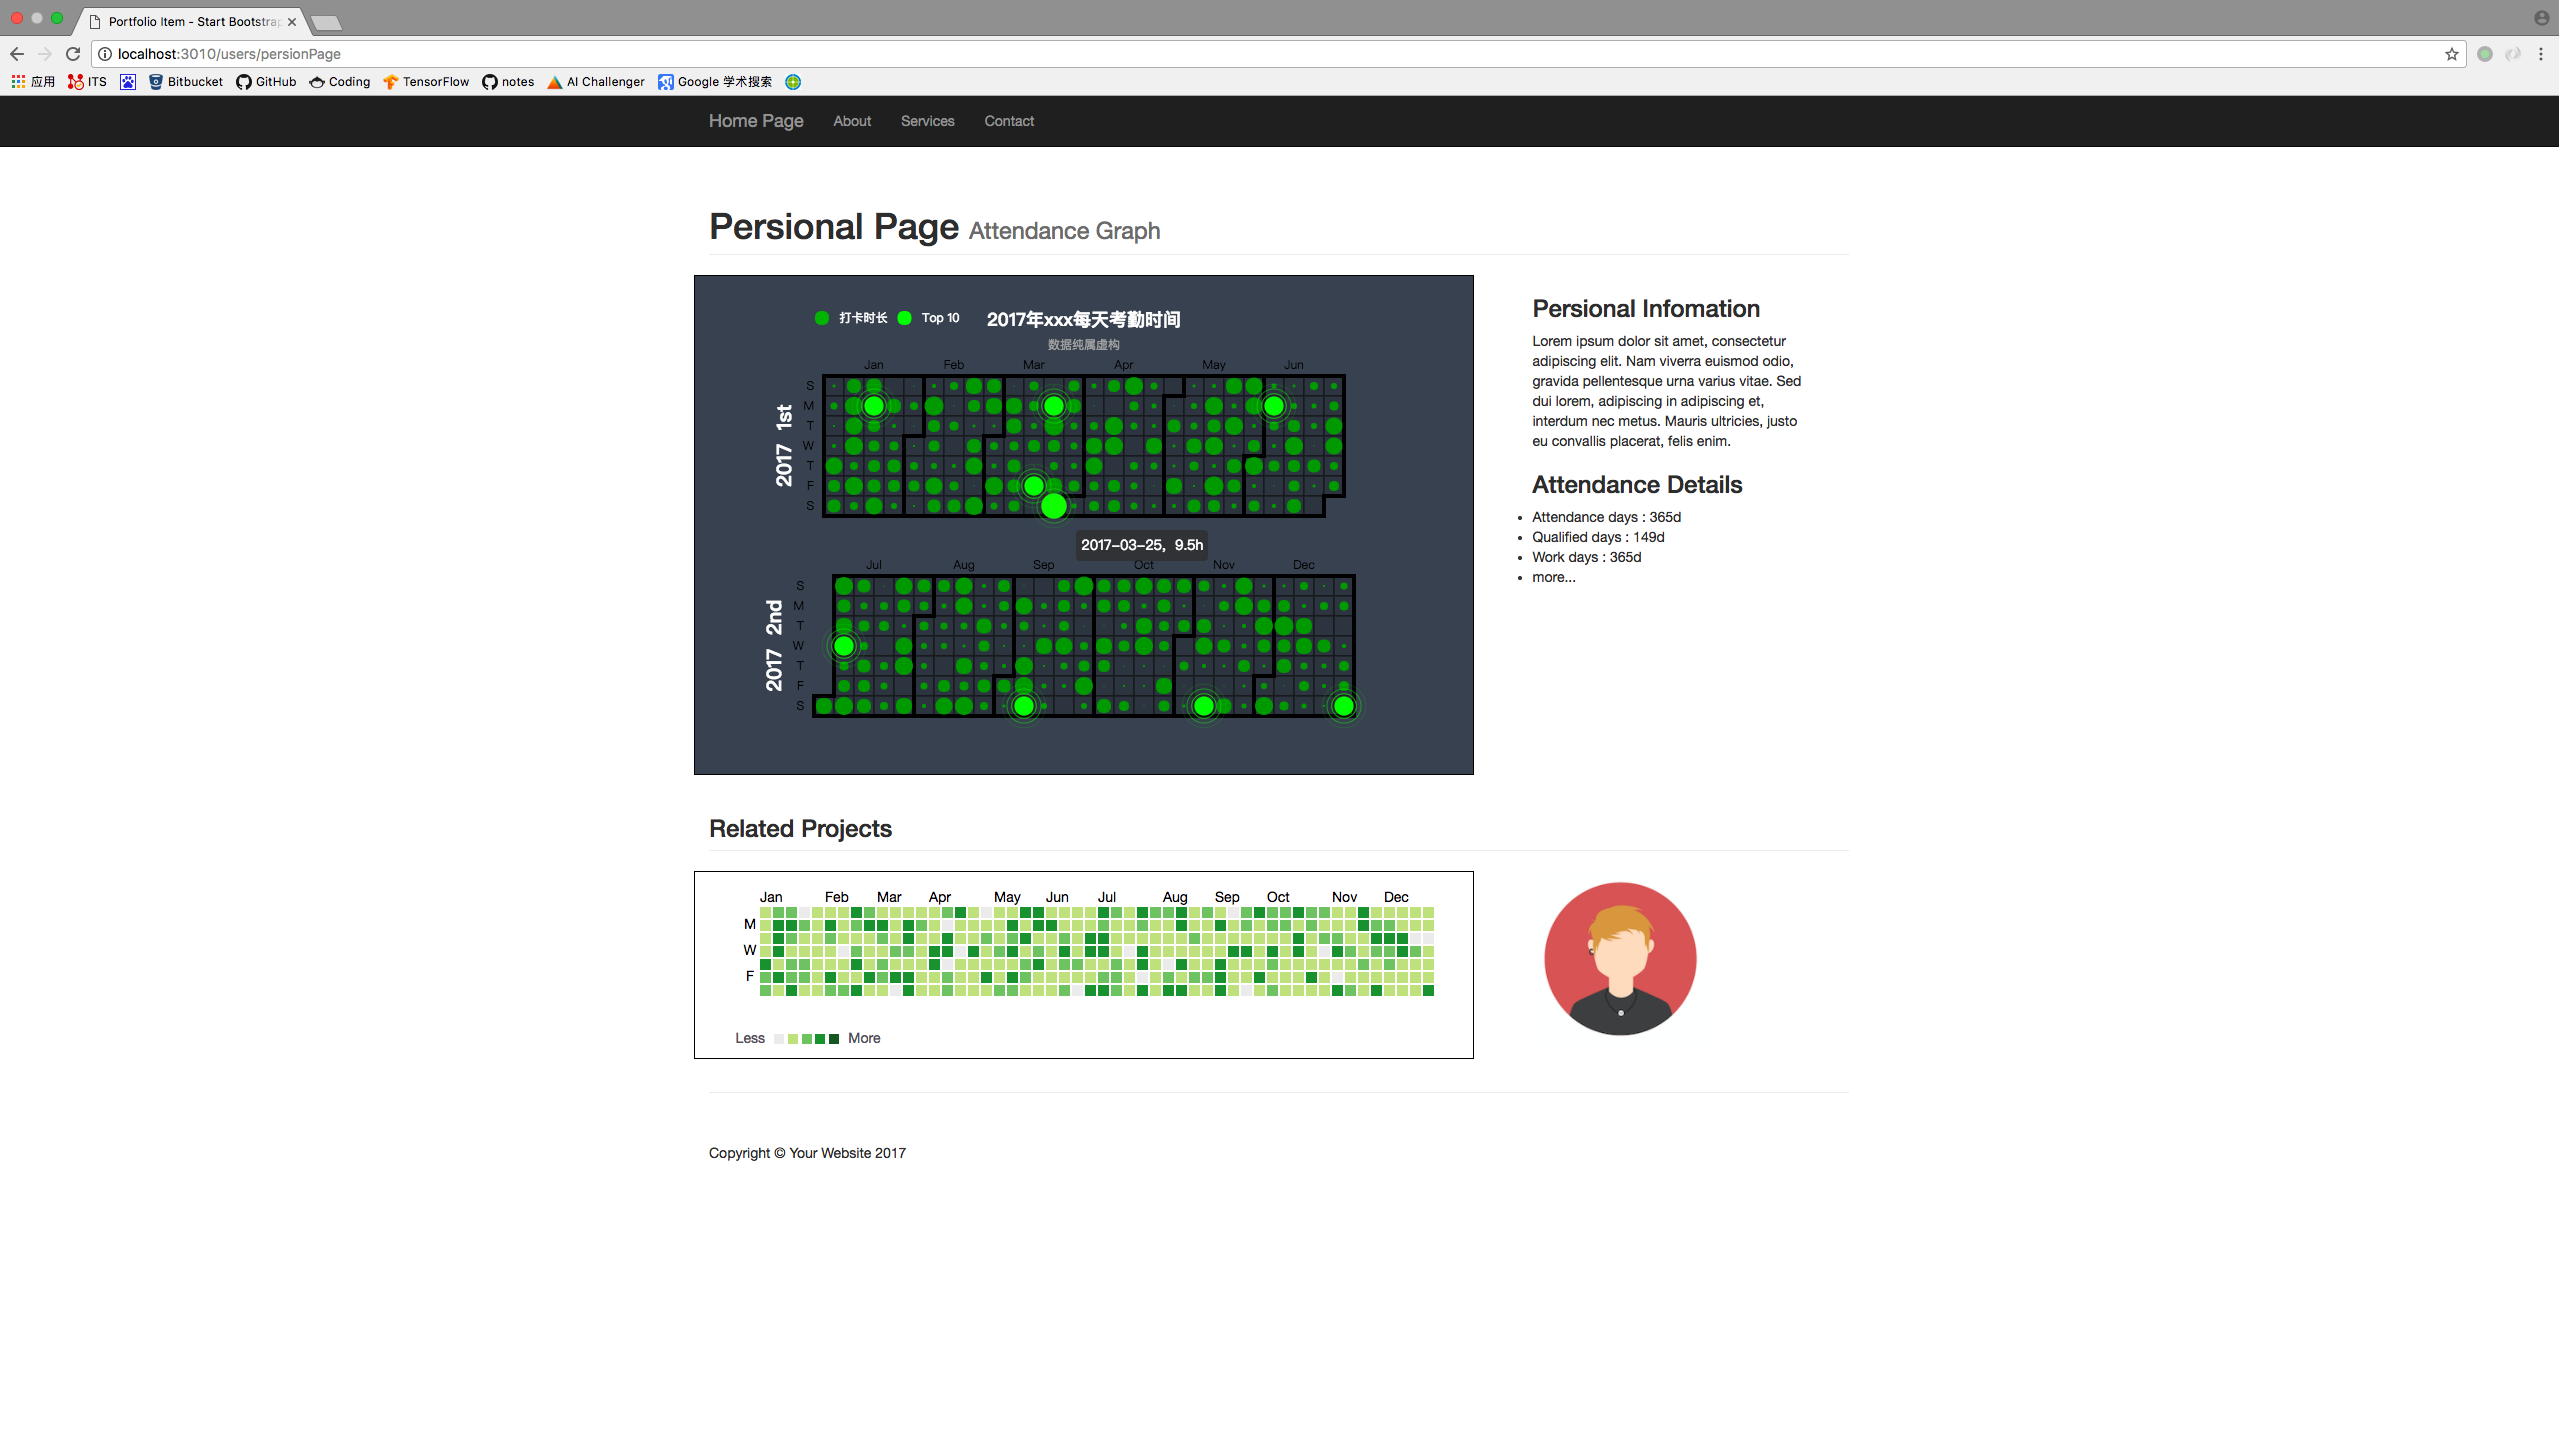 Portfolio Item - Start Bootstrap
localhost:3010/users/persionPage
应用 ITS Bitbucket GitHub Coding TensorFlow notes AI Challenger Google 学术搜索
Home Page About Services Contact
Persional Page Attendance Graph
打卡时长 Top 10 2017年xxx每天考勤时间
数据纯属虚构
Jan Feb Mar Apr May Jun
2017 1st
S
M
T
W
T
F
S
2017-03-25, 9.5h
Jul Aug Sep Oct Nov Dec
2017 2nd
S
M
T
W
T
F
S
Persional Infomation
Lorem ipsum dolor sit amet, consectetur
adipiscing elit. Nam viverra euismod odio,
gravida pellentesque urna varius vitae. Sed
dui lorem, adipiscing in adipiscing et,
interdum nec metus. Mauris ultricies, justo
eu convallis placerat, felis enim.
Attendance Details
• Attendance days : 365d
• Qualified days : 149d
• Work days : 365d
• more...
Related Projects
Jan Feb Mar Apr May Jun Jul Aug Sep Oct Nov Dec
M
W
F
Less More
Copyright © Your Website 2017